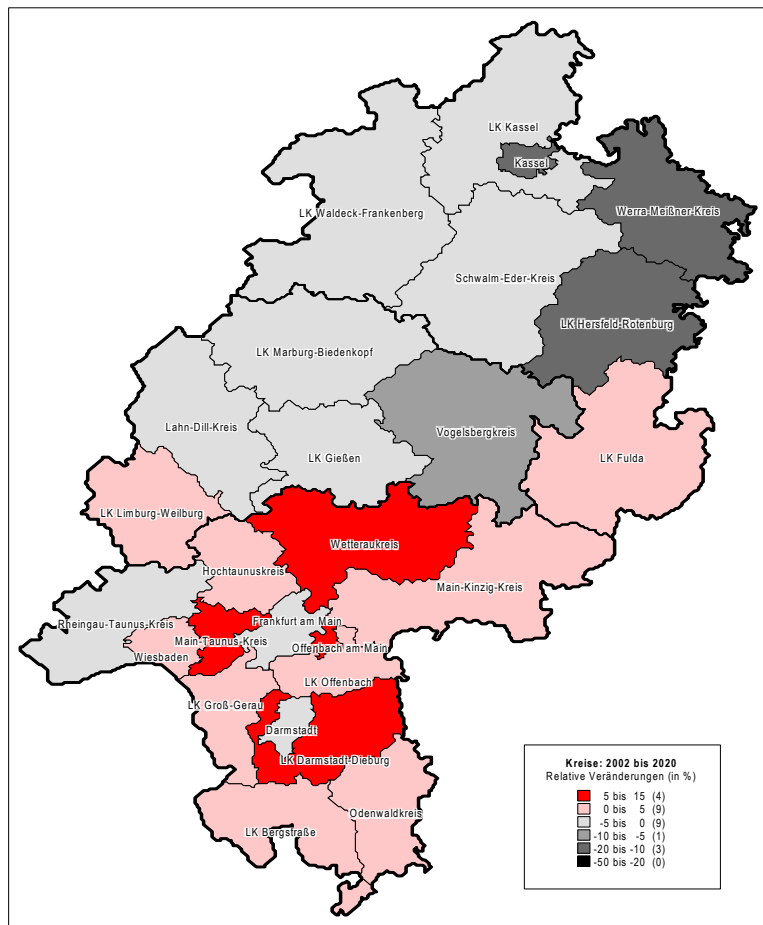 LK Kassel
Kassel
Werra-Meißner-Kreis
LK Waldeck-Frankenberg
Schwalm-Eder-Kreis
LK Hersfeld-Rotenburg
LK Marburg-Biedenkopf
Lahn-Dill-Kreis
Vogelsbergkreis
LK Gießen
LK Fulda
LK Limburg-Weilburg
Wetteraukreis
Hochtaunuskreis
Main-Kinzig-Kreis
Rheingau-Taunus-Kreis
Frankfurt am Main
Main-Taunus-Kreis
Offenbach am Main
Wiesbaden
LK Offenbach
LK Groß-Gerau
Darmstadt
LK Darmstadt-Dieburg
Odenwaldkreis
LK Bergstraße
Kreise: 2002 bis 2020
Relative Veränderungen (in %)
5 bis 15 (4)
0 bis 5 (9)
-5 bis 0 (9)
-10 bis -5 (1)
-20 bis -10 (3)
-50 bis -20 (0)